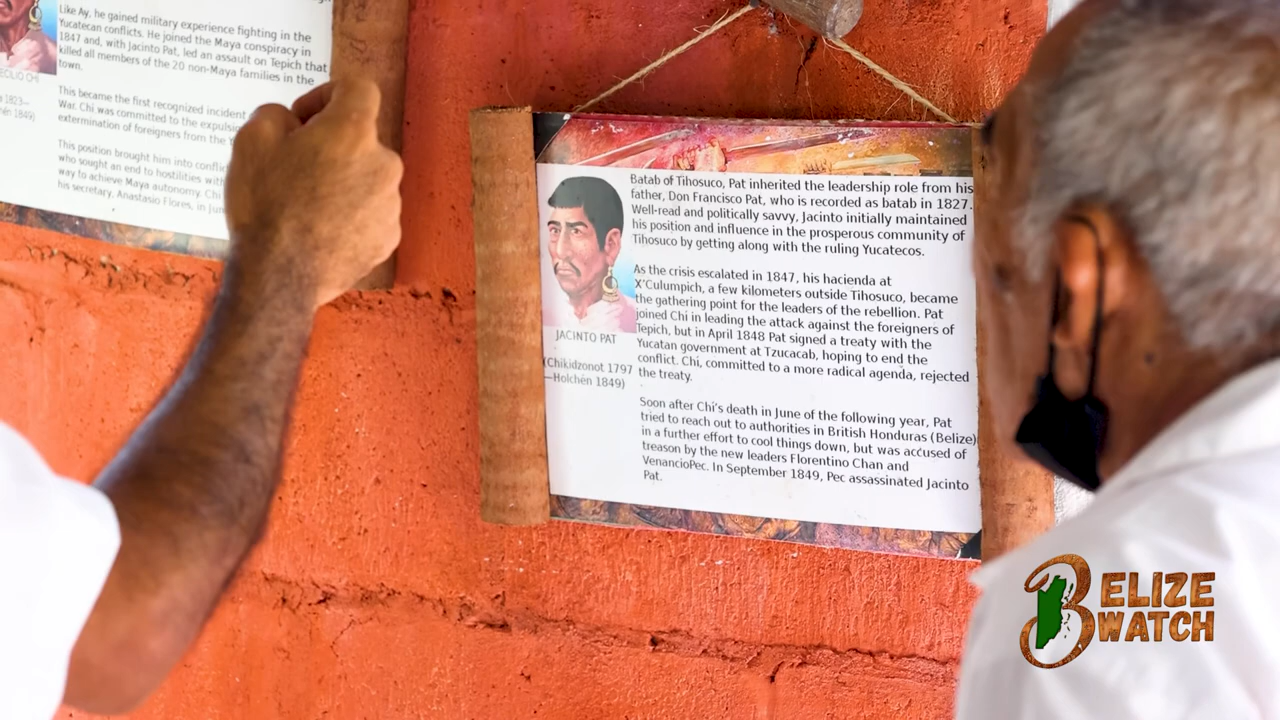 Like Ay, he gained military experience fighting in the
Yucatecan conflicts. He joined the Maya conspiracy in
1847 and, with Jacinto Pat, led an assault on Tepich that
killed all members of the 20 non-Maya families in the
town.
This became the first recognized incident
War. Chi was committed to the expulsion
extermination of foreigners from the
This position brought him into conflict
who sought an end to hostilities with
way to achieve Maya autonomy. Chi
his secretary, Anastasio Flores, in Jun
CHI
1823—
1849)
Batab of Tihosuco, Pat inherited the leadership role from his
father, Don Francisco Pat, who is recorded as batab in 1827.
Well-read and politically savvy, Jacinto initially maintained
his position and influence in the prosperous community of
Tihosuco by getting along with the ruling Yucatecos.
As the crisis escalated in 1847, his hacienda at
X'Culumpich, a few kilometers outside Tihosuco, became
the gathering point for the leaders of the rebellion. Pat
joined Chi in leading the attack against the foreigners of
Tepich, but in April 1848 Pat signed a treaty with the
Yucatan government at Tzucacab, hoping to end the
conflict. Chi, committed to a more radical agenda, rejected
the treaty.
Soon after Chi's death in June of the following year, Pat
tried to reach out to authorities in British Honduras (Belize)
in a further effort to cool things down, but was accused of
treason by the new leaders Florentino Chan and
VenancioPec. In September 1849, Pec assassinated Jacinto
Pat.
JACINTO PAT
(Chikidzonot 1797
—Holchén 1849)
BELIZE
WATCH